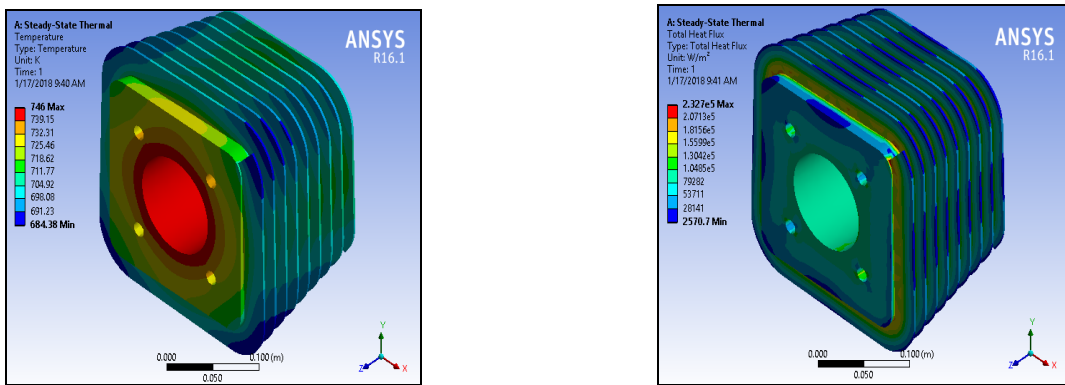 A: Steady-State Thermal
Temperature
Type: Temperature
Unit: K
Time: 1
1/17/2018 9:40 AM
746 Max
739.15
732.31
725.46
718.62
711.77
704.92
698.08
691.23
684.38 Min
ANSYS
R16.1
0.000
0.100 (m)
0.050
Y
Z
X
A: Steady-State Thermal
Total Heat Flux
Type: Total Heat Flux
Unit: W/m²
Time: 1
1/17/2018 9:41 AM
2.327e5 Max
2.0713e5
1.8156e5
1.5599e5
1.3042e5
1.0485e5
79282
53711
28141
2570.7 Min
ANSYS
R16.1
0.000
0.100 (m)
0.050
Y
Z
X